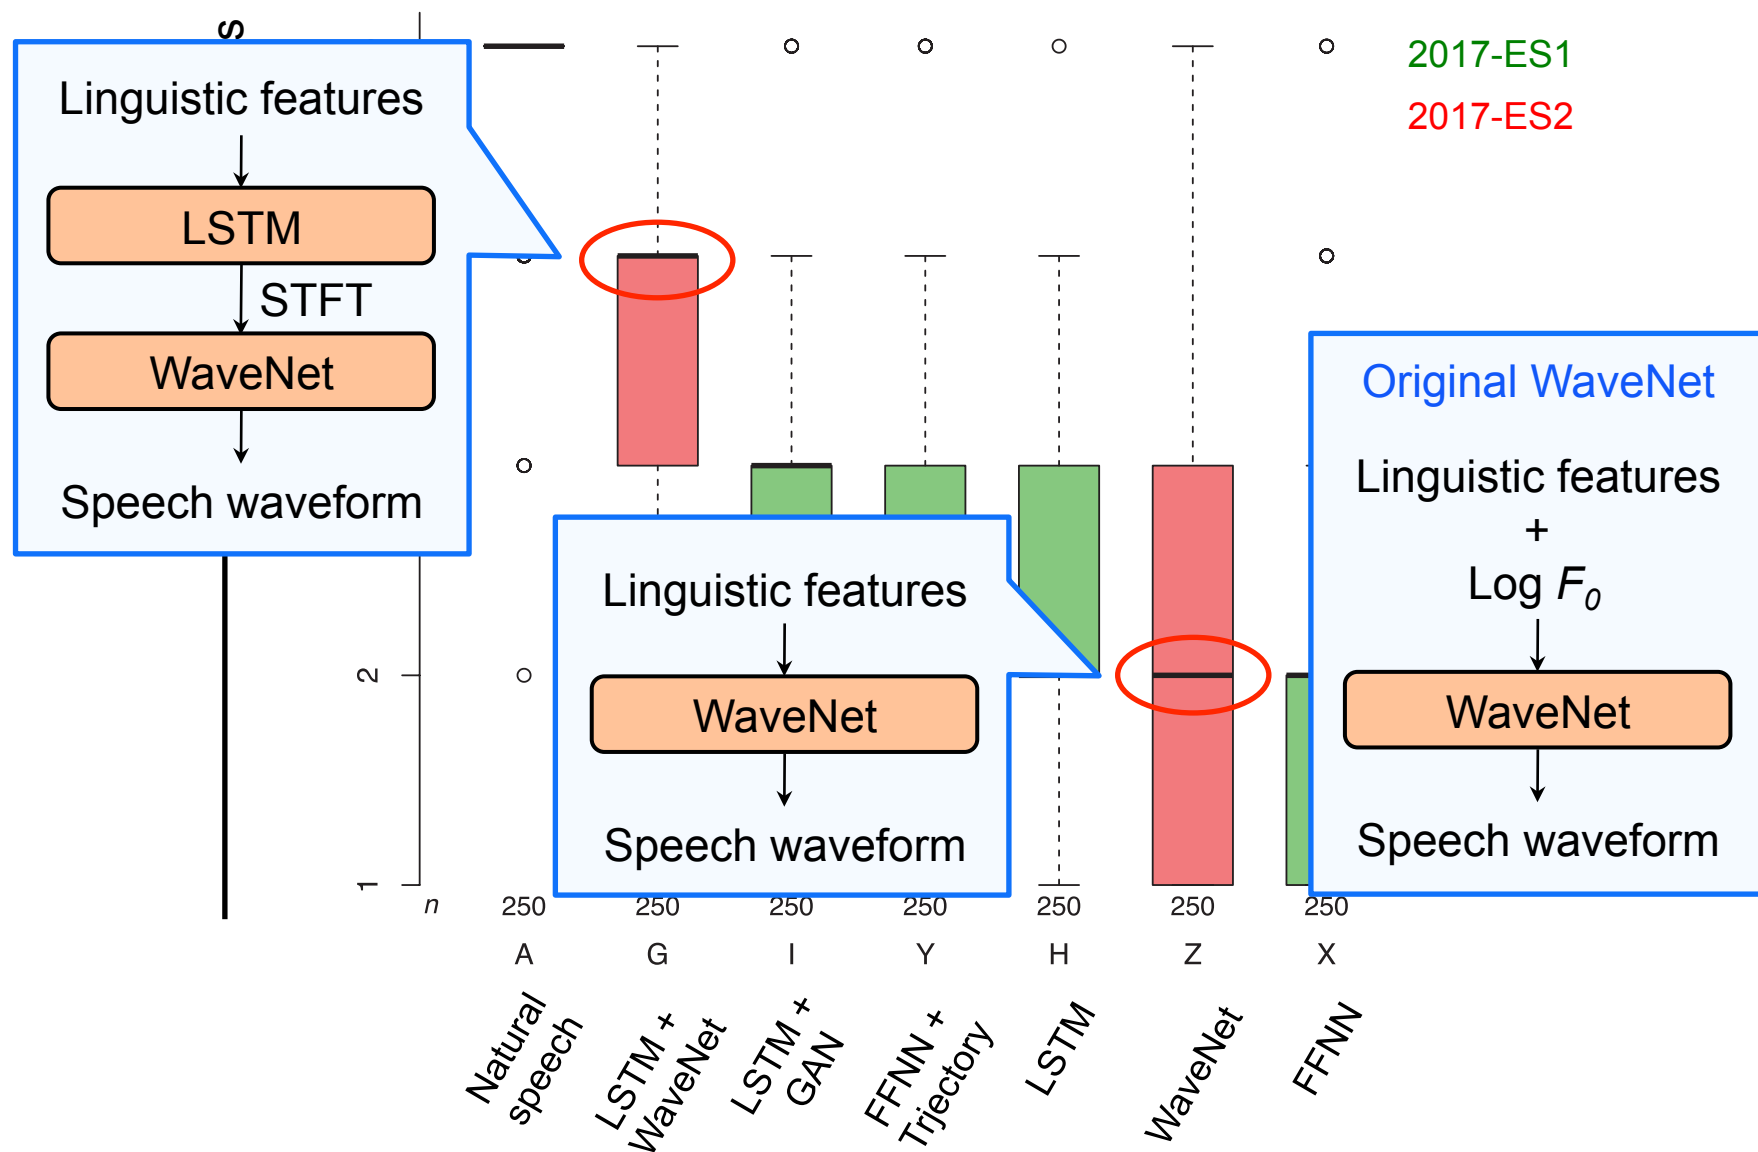 s
2017-ES1
2017-ES2
Linguistic features
LSTM
STFT
WaveNet
Speech waveform
Original WaveNet
Linguistic features
+
Log F0
WaveNet
Speech waveform
Linguistic features
WaveNet
Speech waveform
2
1
n 250 250 250 250 250 250 250
A G I Y H Z X
Natural
speech
LSTM +
WaveNet
LSTM +
GAN
FFNN +
Trjectory
LSTM
WaveNet
FFNN